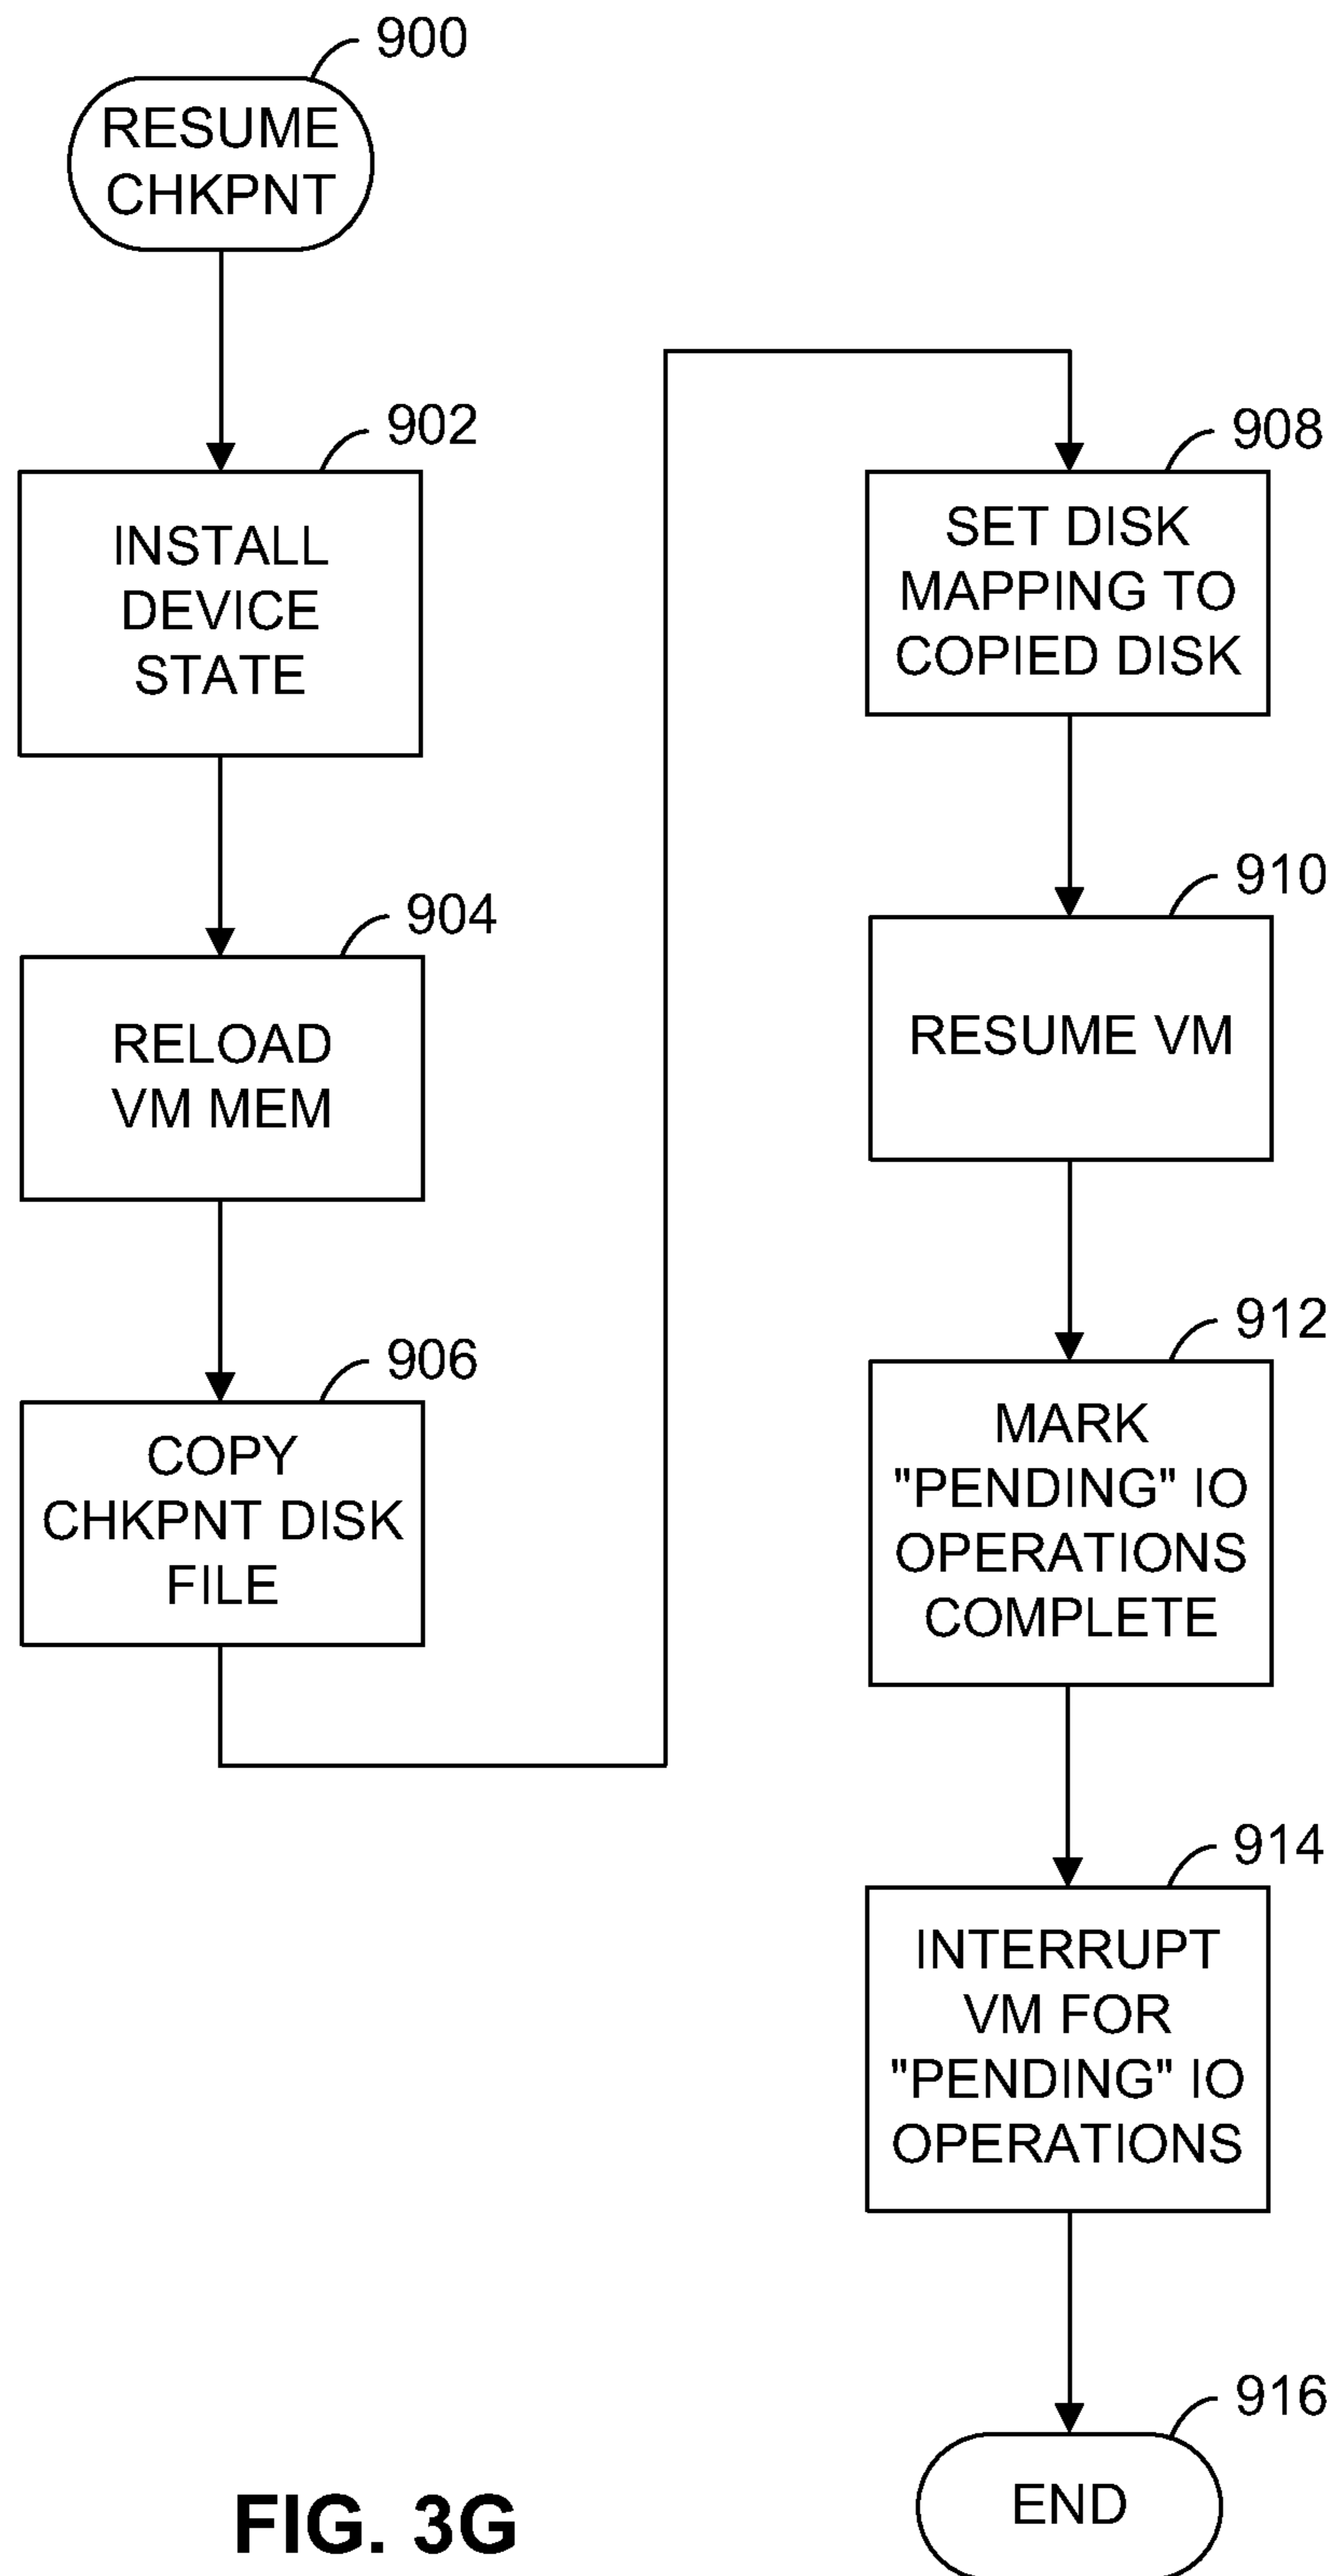 900
RESUME
CHKPNT
902
INSTALL
DEVICE
STATE
904
RELOAD
VM MEM
906
COPY
CHKPNT DISK
FILE
908
SET DISK
MAPPING TO
COPIED DISK
910
RESUME VM
912
MARK
"PENDING" IO
OPERATIONS
COMPLETE
914
INTERRUPT
VM FOR
"PENDING" IO
OPERATIONS
916
END
FIG. 3G